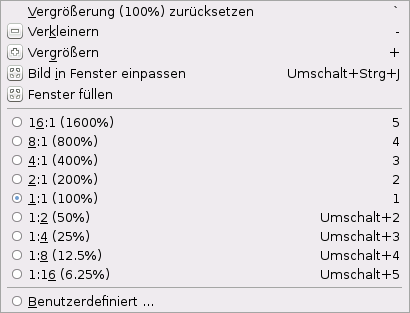 Vergrößerung (100%) zurücksetzen `
Verkleinern -
Vergrößern +
Bild in Fenster einpassen Umschalt+Strg+J
Fenster füllen
16:1 (1600%) 5
8:1 (800%) 4
4:1 (400%) 3
2:1 (200%) 2
1:1 (100%) 1
1:2 (50%) Umschalt+2
1:4 (25%) Umschalt+3
1:8 (12.5%) Umschalt+4
1:16 (6.25%) Umschalt+5
Benutzerdefiniert ...